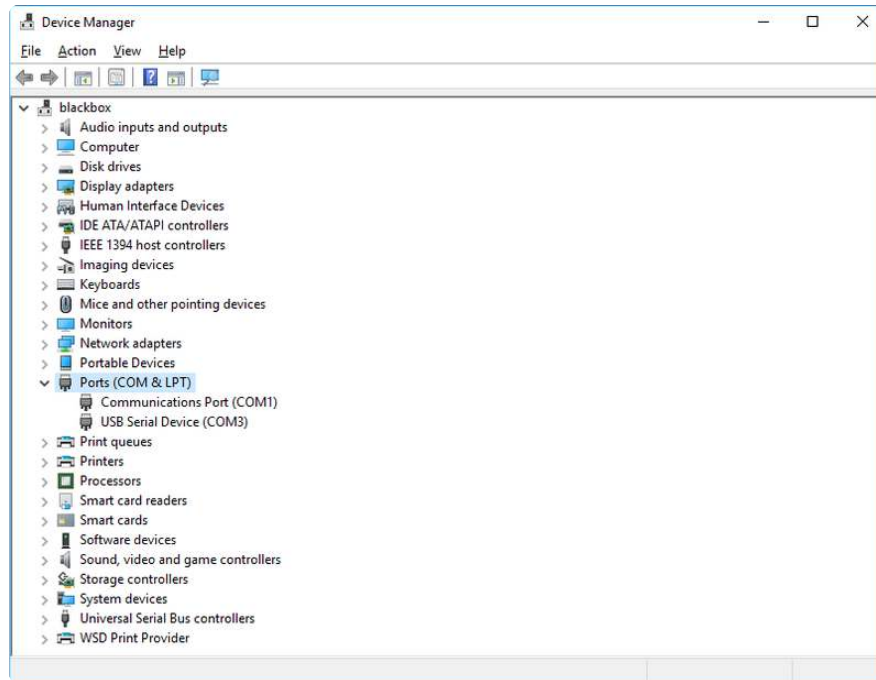 Device Manager
File Action View Help
blackbox
Audio inputs and outputs
Computer
Disk drives
Display adapters
Human Interface Devices
IDE ATA/ATAPI controllers
IEEE 1394 host controllers
Imaging devices
Keyboards
Mice and other pointing devices
Monitors
Network adapters
Portable Devices
Ports (COM & LPT)
Communications Port (COM1)
USB Serial Device (COM3)
Print queues
Printers
Processors
Smart card readers
Smart cards
Software devices
Sound, video and game controllers
Storage controllers
System devices
Universal Serial Bus controllers
WSD Print Provider